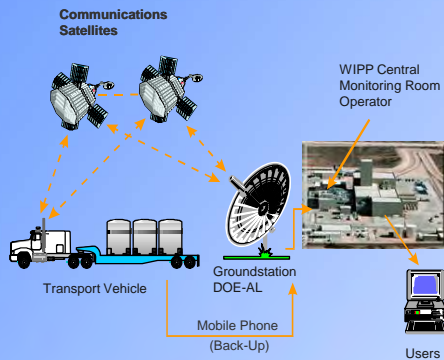 Communications
Satellites
WIPP Central
Monitoring Room
Operator
Groundstation
DOE-AL
Transport Vehicle
Mobile Phone
(Back-Up)
Users